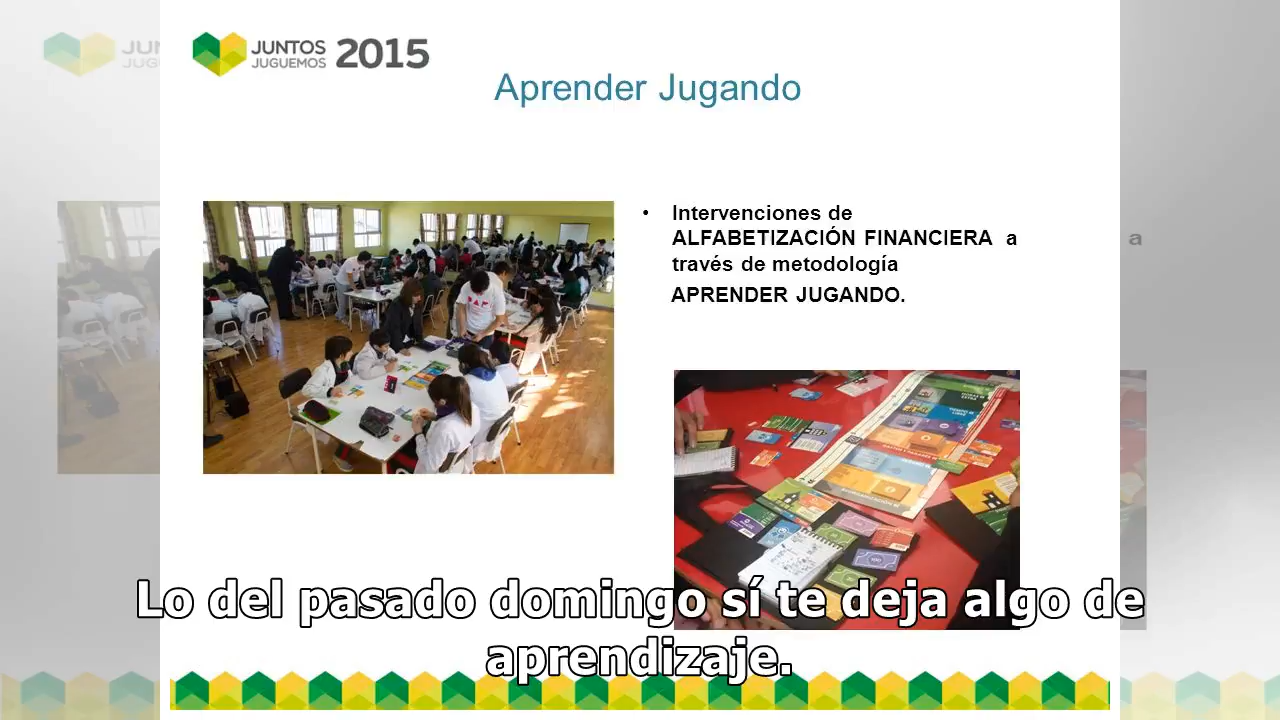 JUNTOS
JUGUEMOS
2015
Aprender Jugando
• Intervenciones de
ALFABETIZACIÓN FINANCIERA a
través de metodología
APRENDER JUGANDO.
Lo del pasado domingo sí te deja algo de
aprendizaje.